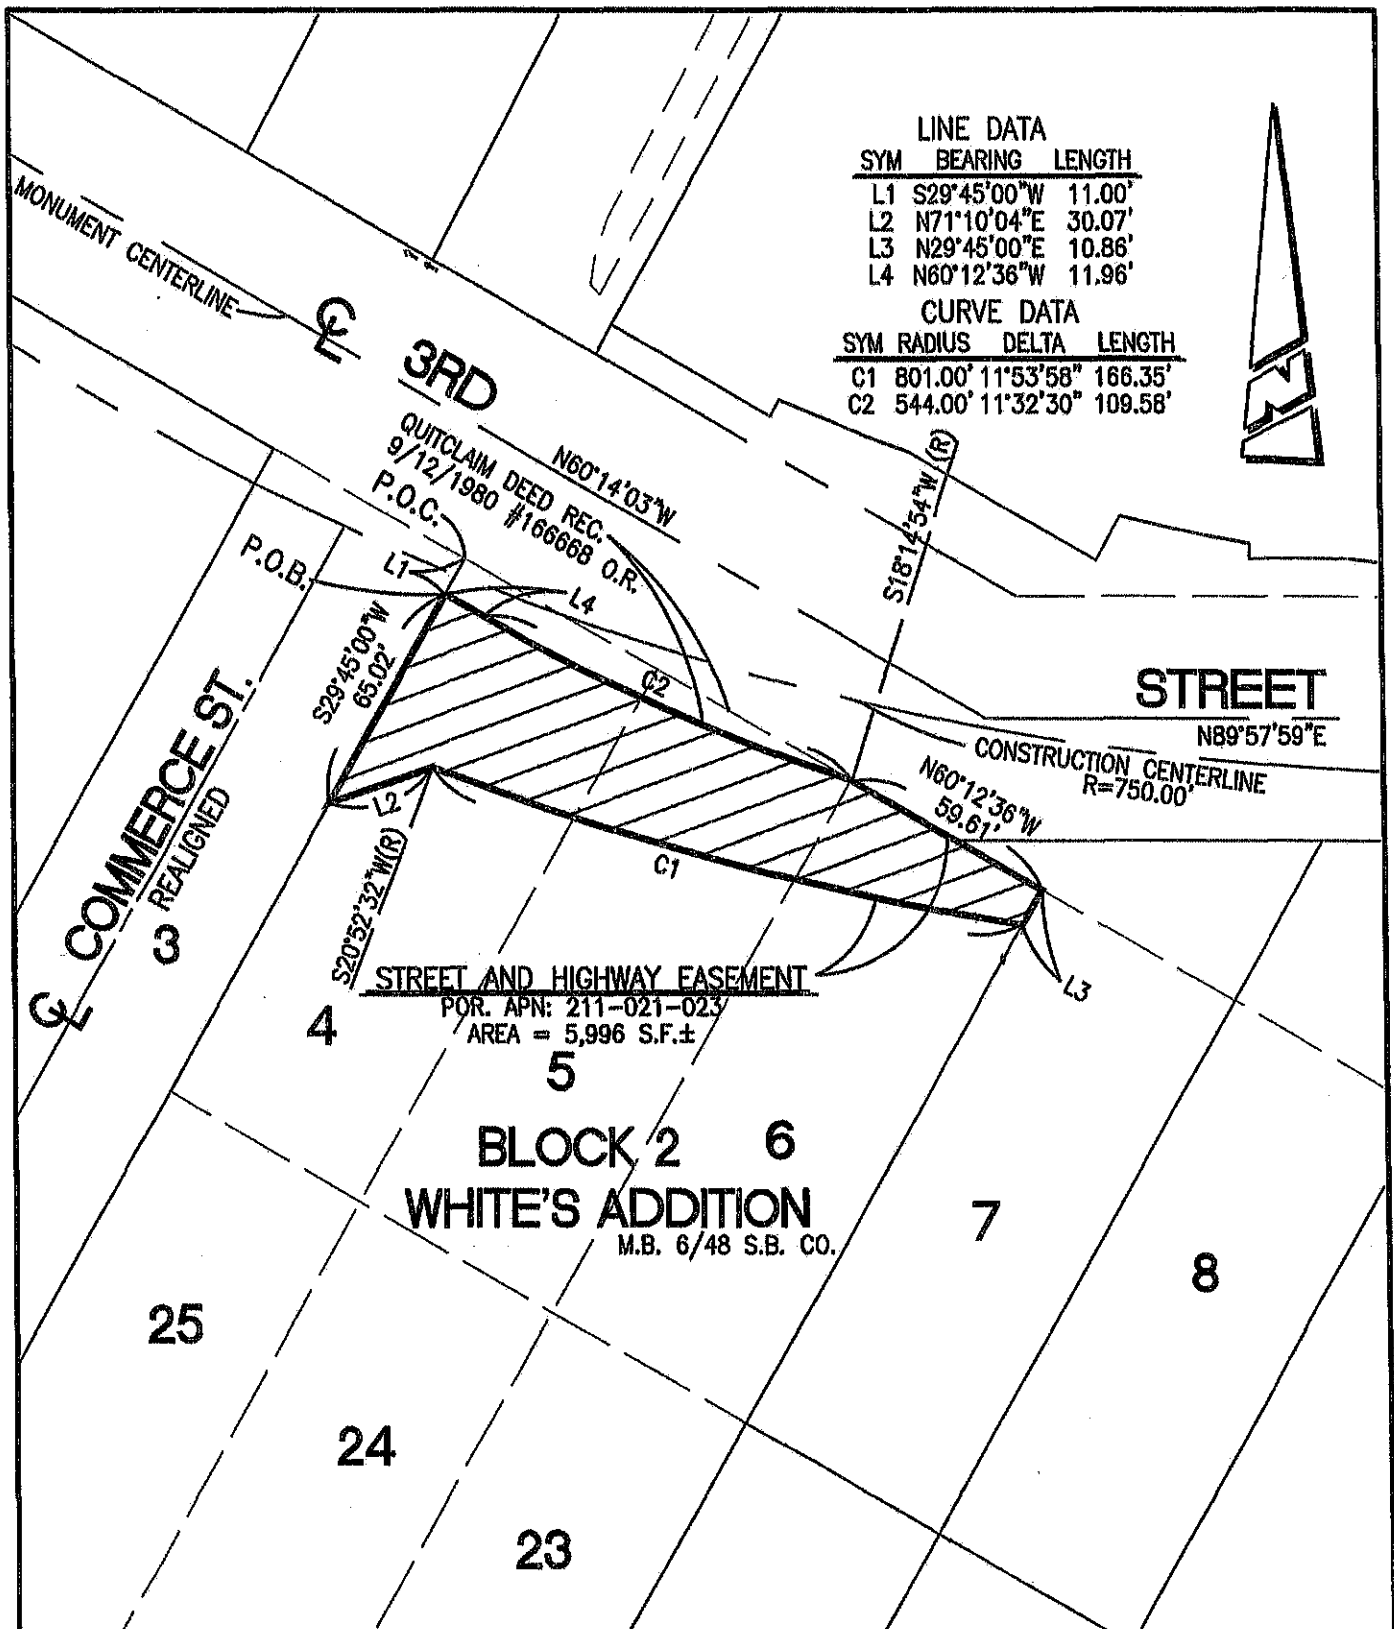 LINE DATA
SYM BEARING LENGTH
L1 S29°45'00"W 11.00'
L2 N71°10'04"E 30.07'
L3 N29°45'00"E 10.86'
L4 N60°12'36"W 11.96'
CURVE DATA
SYM RADIUS DELTA LENGTH
C1 801.00' 11°53'58" 166.35'
C2 544.00' 11°32'30" 109.58'
N
MONUMENT CENTERLINE
CL
3RD
QUITCLAIM DEED REC.
9/12/1980 #166668 O.R.
N60°14'03"W
P.O.C.
P.O.B.
L1
L4
S18°14'54"W (R)
S29°45'00"W
65.02'
C2
STREET
N89°57'59"E
CONSTRUCTION CENTERLINE
R=750.00'
N60°12'36"W
59.61'
L2
C1
S20°52'32"W(R)
CL COMMERCE ST.
REALIGNED
3
L3
STREET AND HIGHWAY EASEMENT
POR. APN: 211-021-023
AREA = 5,996 S.F.±
4
5
BLOCK 2
6
WHITE'S ADDITION
M.B. 6/48 S.B. CO.
7
8
25
24
23